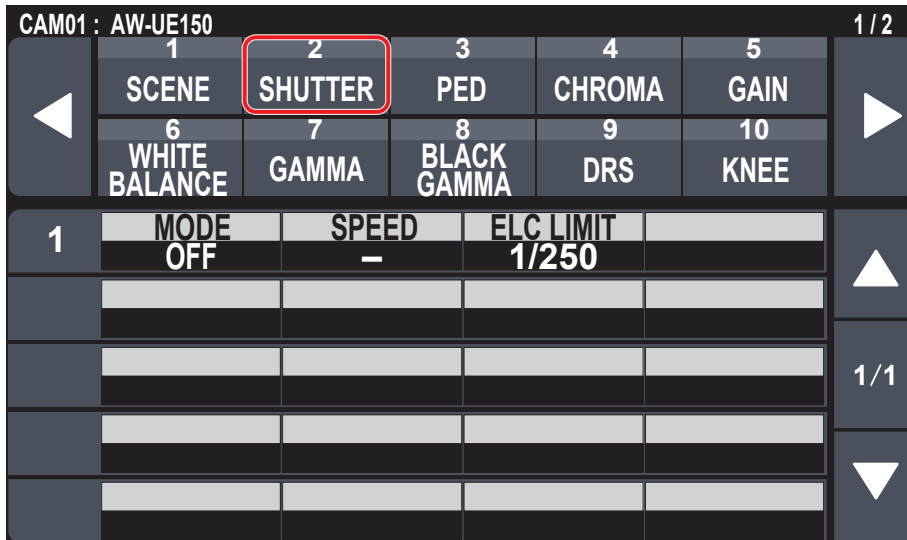 CAM01 : AW-UE150 1 / 2
1 2 3 4 5
SCENE SHUTTER PED CHROMA GAIN
6 7 8 9 10
WHITE BALANCE GAMMA BLACK GAMMA DRS KNEE
1 MODE SPEED ELC LIMIT
OFF – 1/250
1/1